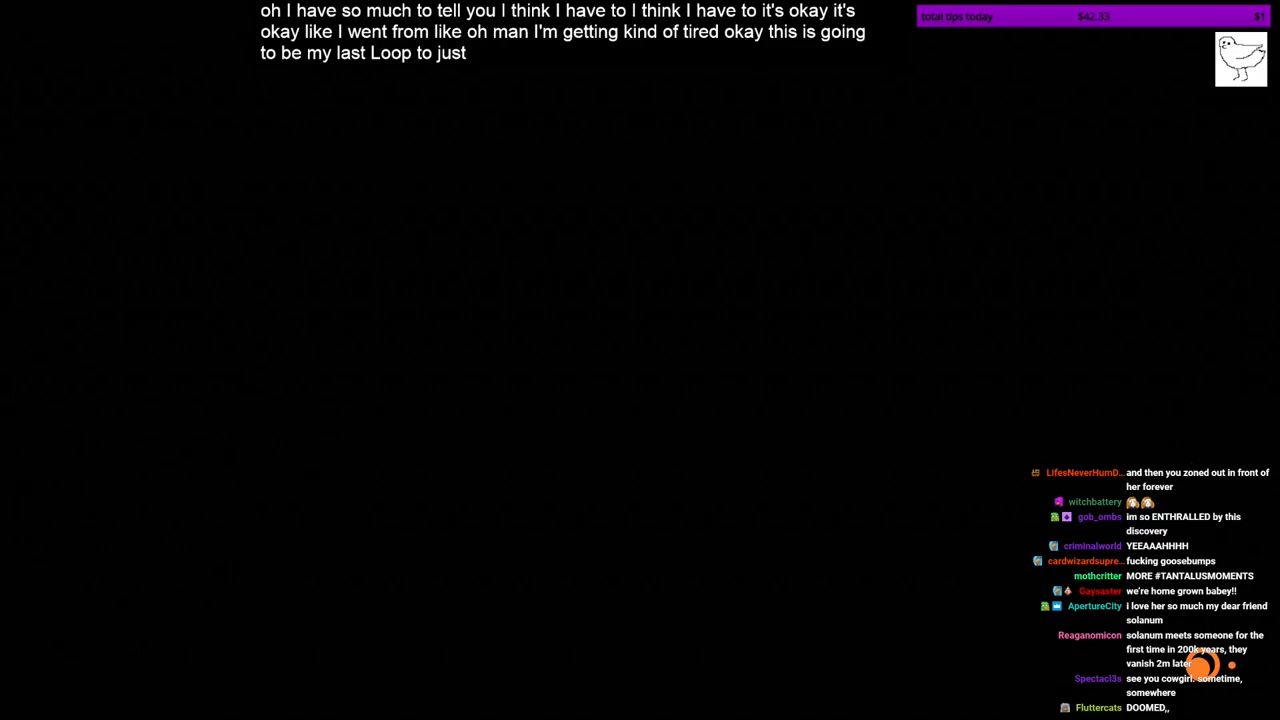 oh I have so much to tell you I think I have to I think I have to it's okay it's
okay like I went from like oh man I'm getting kind of tired okay this is going
to be my last Loop to just
total tips today $42.33 $1
LifesNeverHumD... and then you zoned out in front of
her forever
witchbattery
gob_ombs im so ENTHRALLED by this
discovery
criminalworld YEEAAAHHHH
cardwizardsupre... fucking goosebumps
mothcritter MORE #TANTALUSMOMENTS
Gaysaster we're home grown babey!!
ApertureCity i love her so much my dear friend
solanum
Reaganomicon solanum meets someone for the
first time in 200k years, they
vanish 2m later
Spectacl3s see you cowgirl. sometime,
somewhere
Fluttercats DOOMED,,